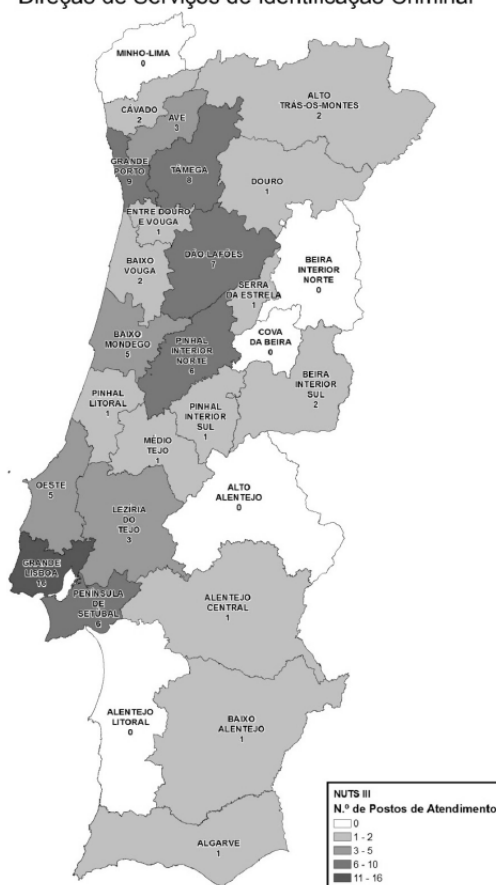 Direção de Serviços de Identificação Criminal
MINHO-LIMA
0
CÁVADO
2
AVE
3
ALTO
TRÁS-OS-MONTES
2
GRANDE
PORTO
9
TÂMEGA
8
DOURO
1
ENTRE DOURO
E VOUGA
1
BAIXO
VOUGA
2
DÃO-LAFÕES
7
BEIRA
INTERIOR
NORTE
0
SERRA
DA ESTRELA
1
BAIXO
MONDEGO
5
PINHAL
INTERIOR
NORTE
6
COVA
DA BEIRA
0
BEIRA
INTERIOR
SUL
2
PINHAL
LITORAL
1
PINHAL
INTERIOR
SUL
1
MÉDIO
TEJO
1
OESTE
5
ALTO
ALENTEJO
0
LEZÍRIA
DO
TEJO
3
GRANDE
LISBOA
16
PENÍNSULA
DE
SETÚBAL
6
ALENTEJO
CENTRAL
1
ALENTEJO
LITORAL
0
BAIXO
ALENTEJO
1
ALGARVE
1
NUTS III
N.º de Postos de Atendimento
0
1 - 2
3 - 5
6 - 10
11 - 16